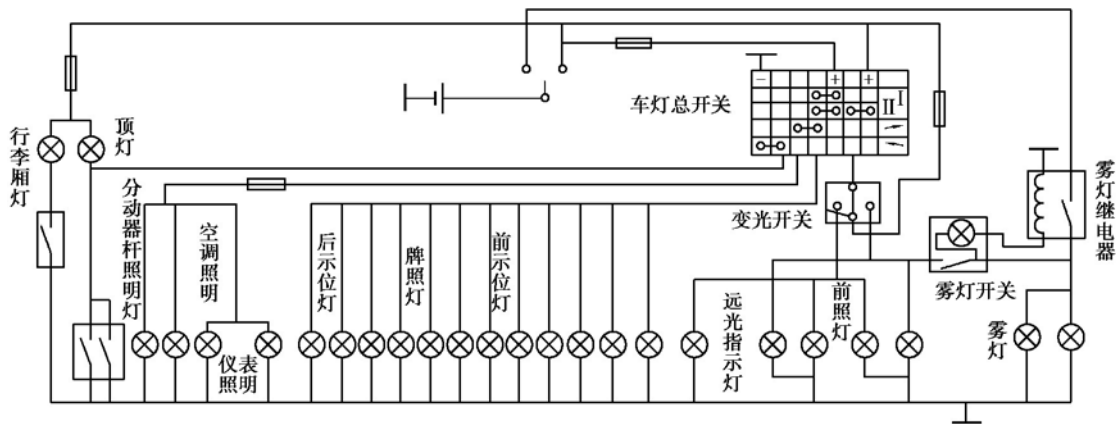 车灯总开关
－
+
+
I
II
行李厢灯
顶灯
分动器杆照明灯
空调照明
仪表
照明
后示位灯
牌照灯
前示位灯
变光开关
远光指示灯
前照灯
雾灯开关
雾灯继电器
雾灯